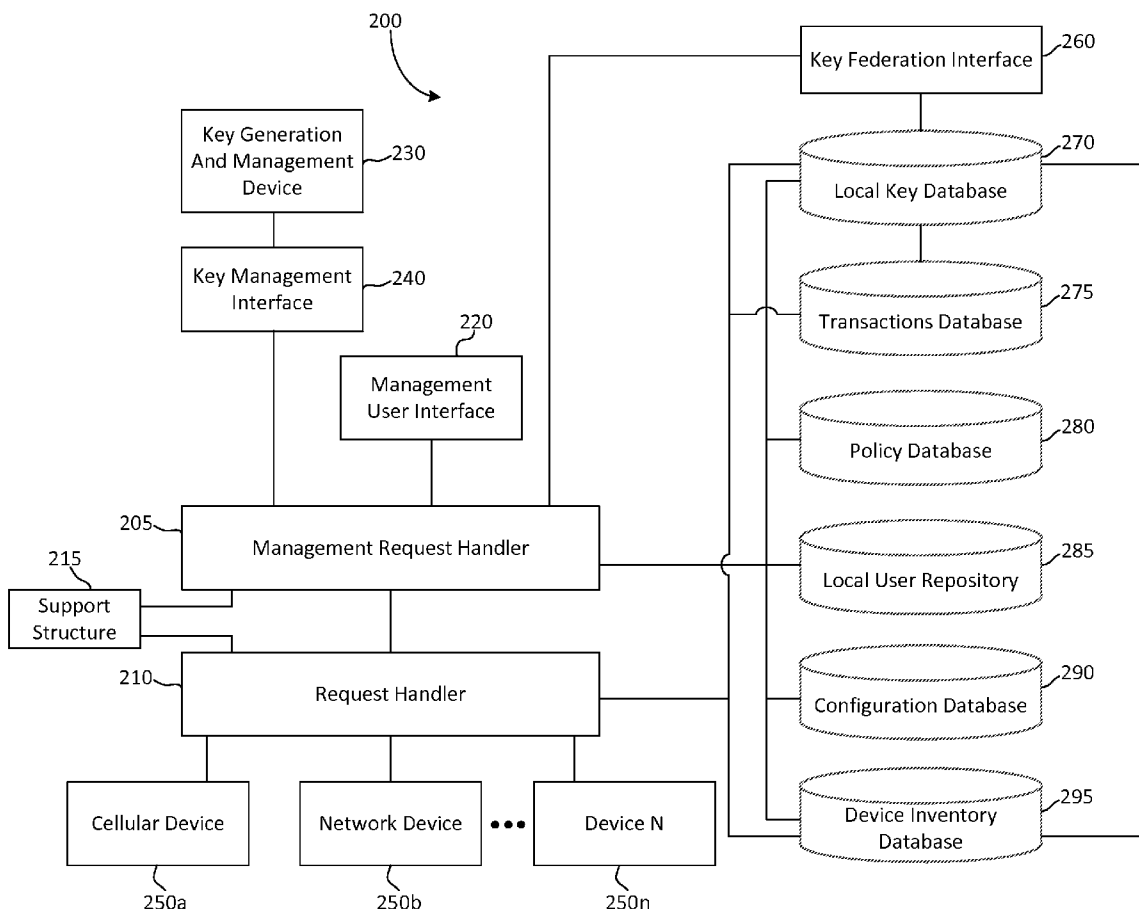 200
Key Federation Interface
260
Key Generation
And Management
Device
230
Local Key Database
270
Key Management
Interface
240
Transactions Database
275
220
Management
User Interface
Policy Database
280
205
Management Request Handler
Local User Repository
285
215
Support
Structure
210
Request Handler
Configuration Database
290
Cellular Device
Network Device
Device N
Device Inventory
Database
295
250a
250b
250n